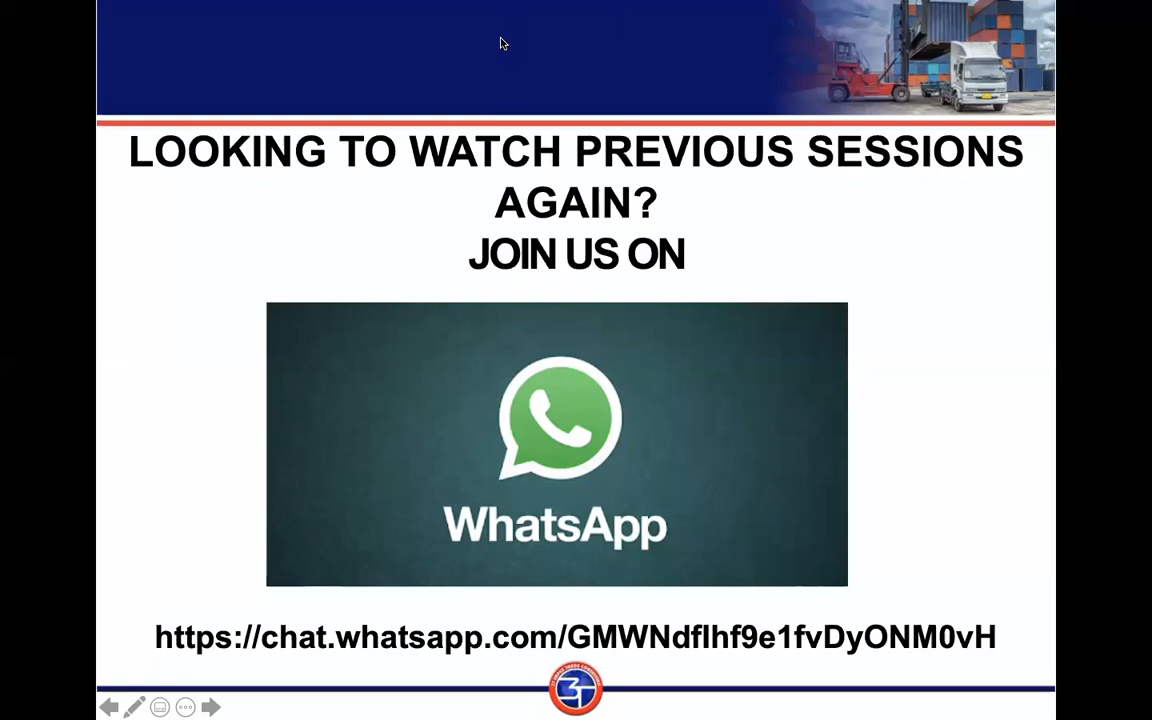 LOOKING TO WATCH PREVIOUS SESSIONS
AGAIN?
JOIN US ON
WhatsApp
https://chat.whatsapp.com/GMWNdflhf9e1fvDyONM0vH